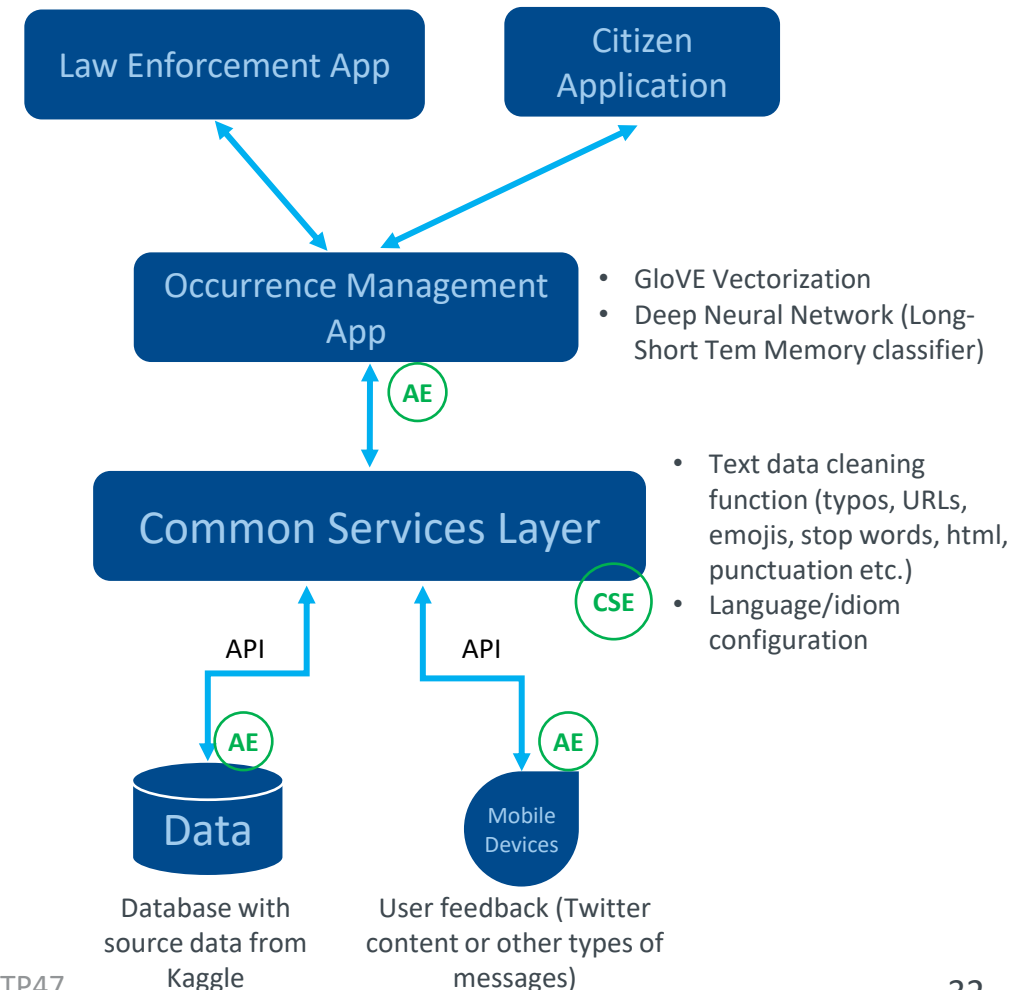 Law Enforcement App
Citizen
Application
Occurrence Management
App
• GloVE Vectorization
• Deep Neural Network (Long-
Short Tem Memory classifier)
AE
Common Services Layer
CSE
• Text data cleaning
function (typos, URLs,
emojis, stop words, html,
punctuation etc.)
• Language/idiom
configuration
API
API
AE
AE
Data
Mobile
Devices
Database with
source data from
Kaggle
User feedback (Twitter
content or other types of
messages)
TP47